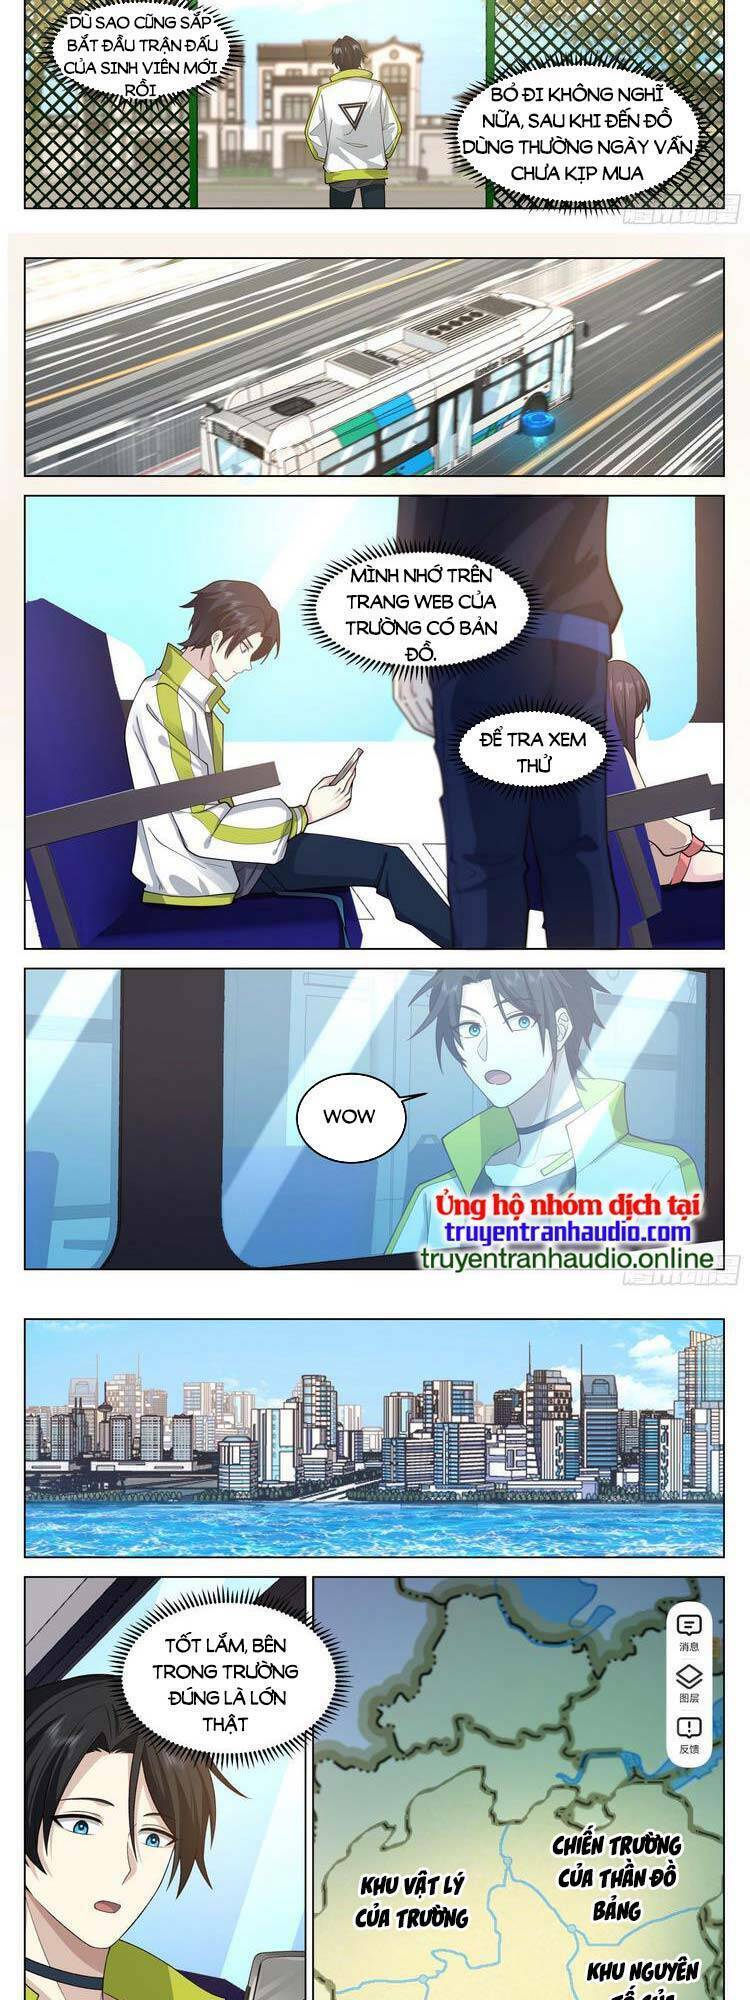 DÙ SAO CŨNG SẮP
BẮT ĐẦU TRẬN ĐẤU
CỦA SINH VIÊN MỚI
RỒI
BỎ ĐI KHÔNG NGHĨ
NỮA, SAU KHI ĐẾN ĐỒ
DÙNG THƯỜNG NGÀY VẪN
CHƯA KỊP MUA
MÌNH NHỚ TRÊN
TRANG WEB CỦA
TRƯỜNG CÓ BẢN
ĐỒ.
ĐỂ TRA XEM
THỬ
WOW
Ủng hộ nhóm dịch tại
truyentranhaudio.com
truyentranhaudio.online
TỐT LẮM, BÊN
TRONG TRƯỜNG
ĐÚNG LÀ LỚN
THẬT
消息
图层
反馈
CHIẾN TRƯỜNG
CỦA THẦN ĐỒ
BẢNG
KHU VẬT LÝ
CỦA TRƯỜNG
KHU NGUYÊN
TỐ CỦA